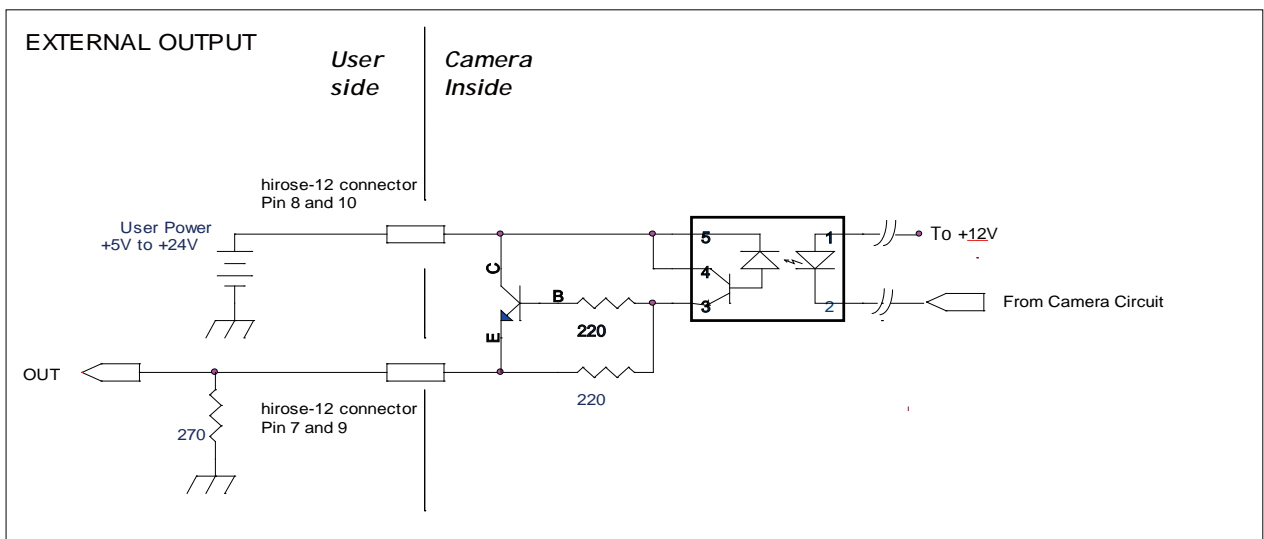 EXTERNAL OUTPUT
User
side
Camera
Inside
hirose-12 connector
Pin 8 and 10
User Power
+5V to +24V
5
1
To +12V
C
4
B
3
2
From Camera Circuit
220
E
OUT
220
hirose-12 connector
Pin 7 and 9
270